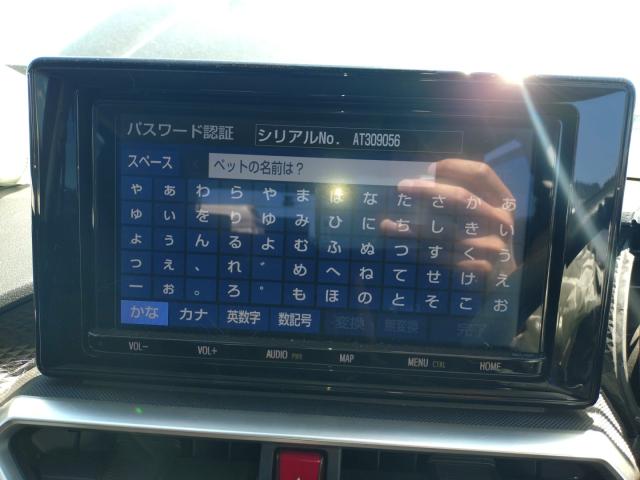 パスワード認証 シリアルNo. AT309056
スペース ペットの名前は？
ゃ ぁ わ ら や ま は な た さ か あ
ゅ ぃ を り ゆ み ひ に ち し き い
ょ ぅ ん る よ む ふ ぬ つ す く う
っ ぇ 、 れ ゛ め へ ね て せ け え
ー ぉ 。 ろ ゜ も ほ の と そ こ お
かな カナ 英数字 数記号 変換 無変換 完了
VOL− VOL+ AUDIO PWR MAP MENU CTRL HOME